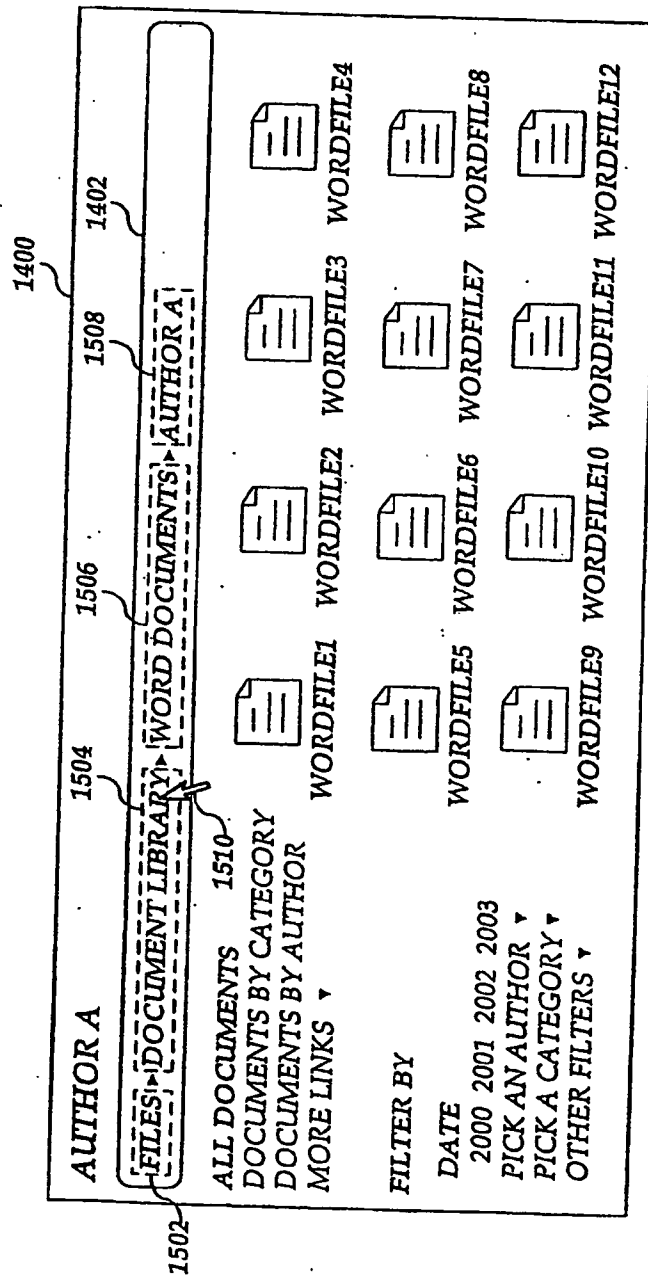 1400
1402
1508
1506
1504
1502
1510
AUTHOR A
FILES ▸ DOCUMENT LIBRARY ▸ WORD DOCUMENTS ▸ AUTHOR A
ALL DOCUMENTS
DOCUMENTS BY CATEGORY
DOCUMENTS BY AUTHOR
MORE LINKS ▾
FILTER BY
DATE
2000 2001 2002 2003
PICK AN AUTHOR ▾
PICK A CATEGORY ▾
OTHER FILTERS ▾
WORDFILE1 WORDFILE2 WORDFILE3 WORDFILE4
WORDFILE5 WORDFILE6 WORDFILE7 WORDFILE8
WORDFILE9 WORDFILE10 WORDFILE11 WORDFILE12